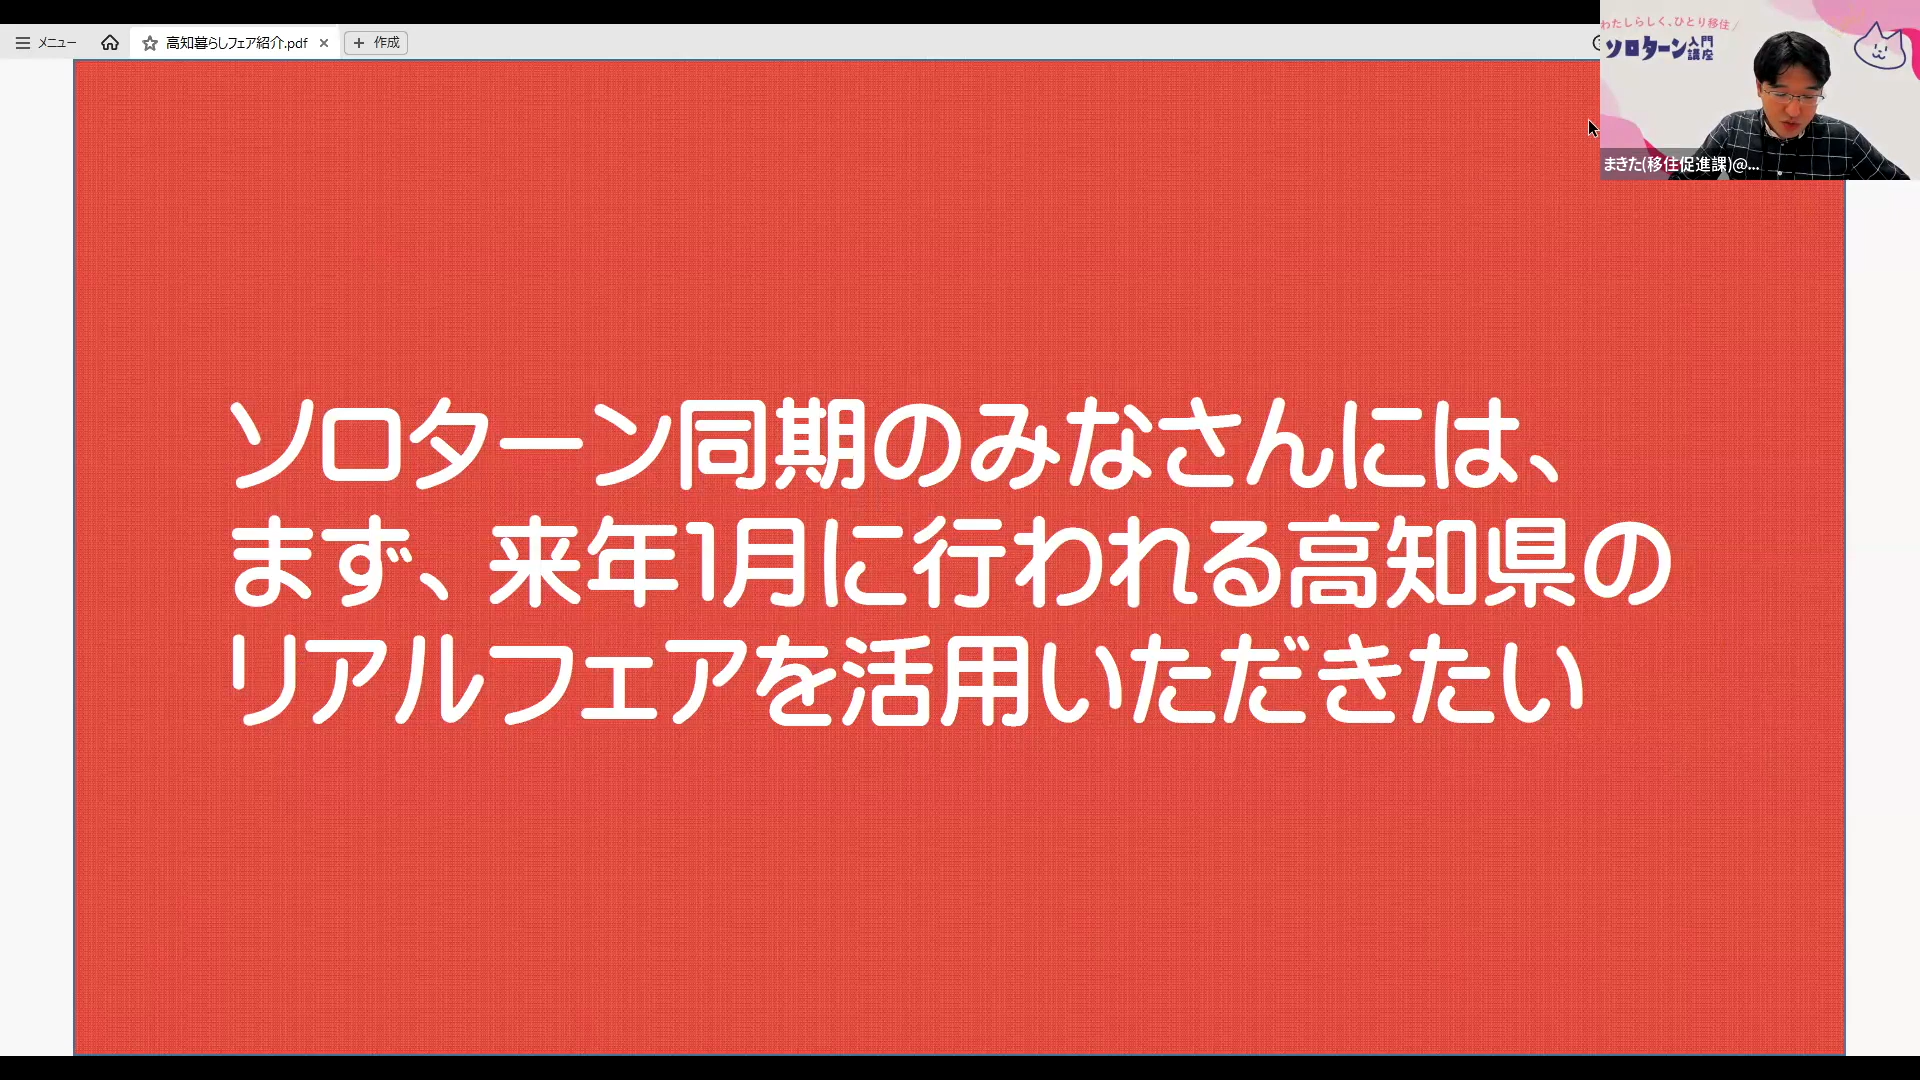 メニュー
高知暮らしフェア紹介.pdf
作成
わたしらしく、ひとり移住
ソロターン入門講座
まきた(移住促進課)@...
ソロターン同期のみなさんには、
まず、来年1月に行われる高知県の
リアルフェアを活用いただきたい